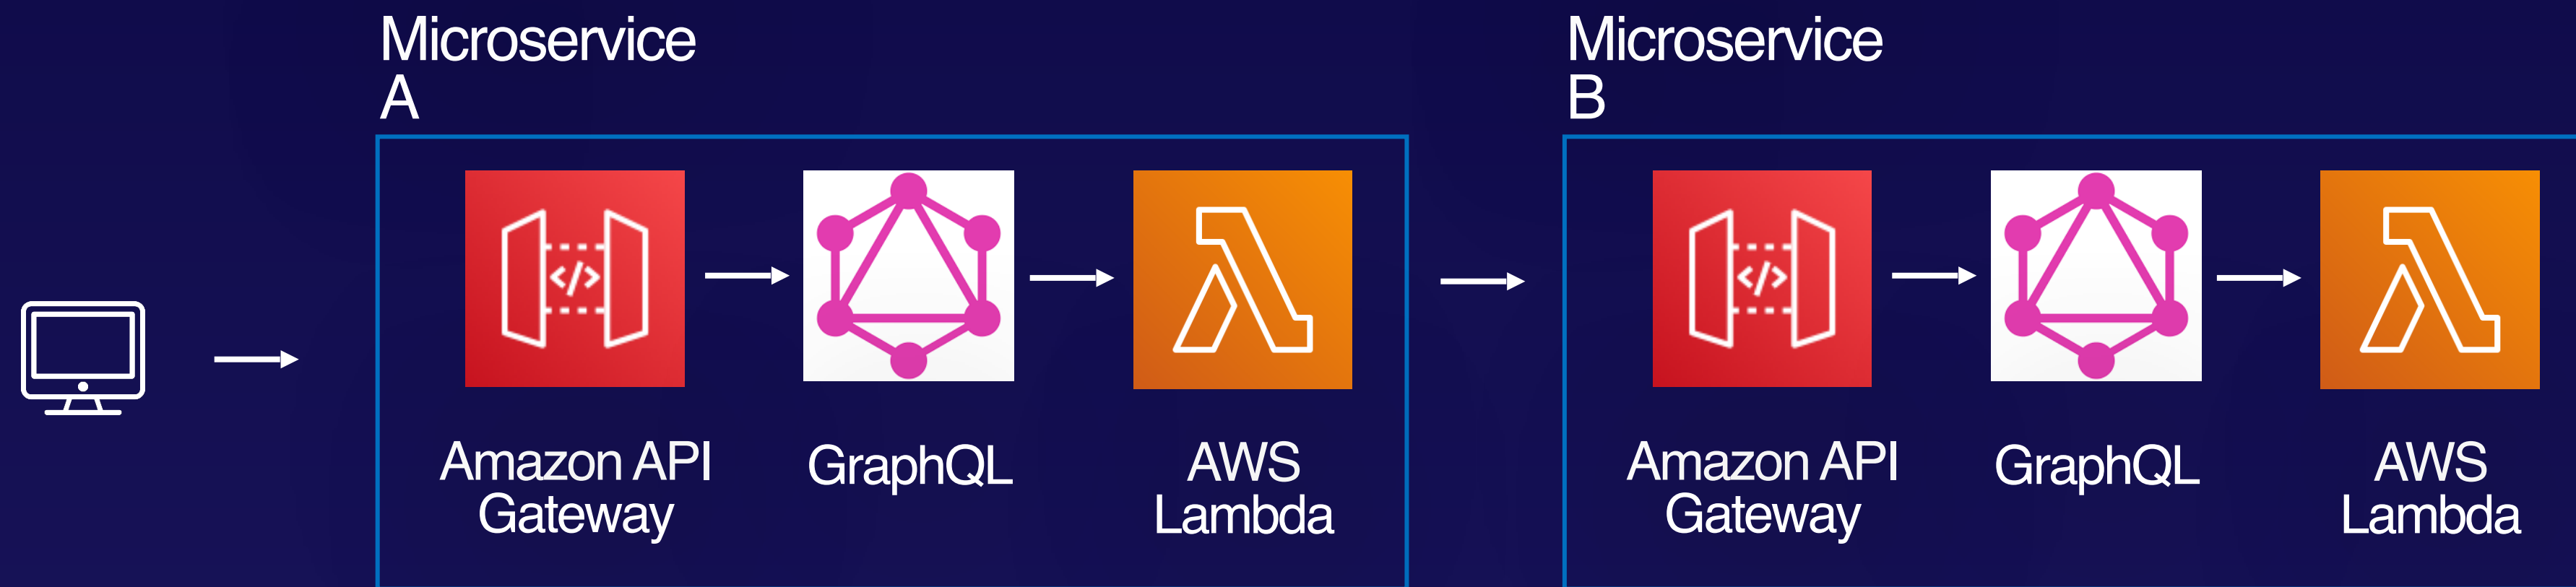 Microservice
A
Microservice
B
Amazon API
Gateway
GraphQL
AWS
Lambda
Amazon API
Gateway
GraphQL
AWS
Lambda